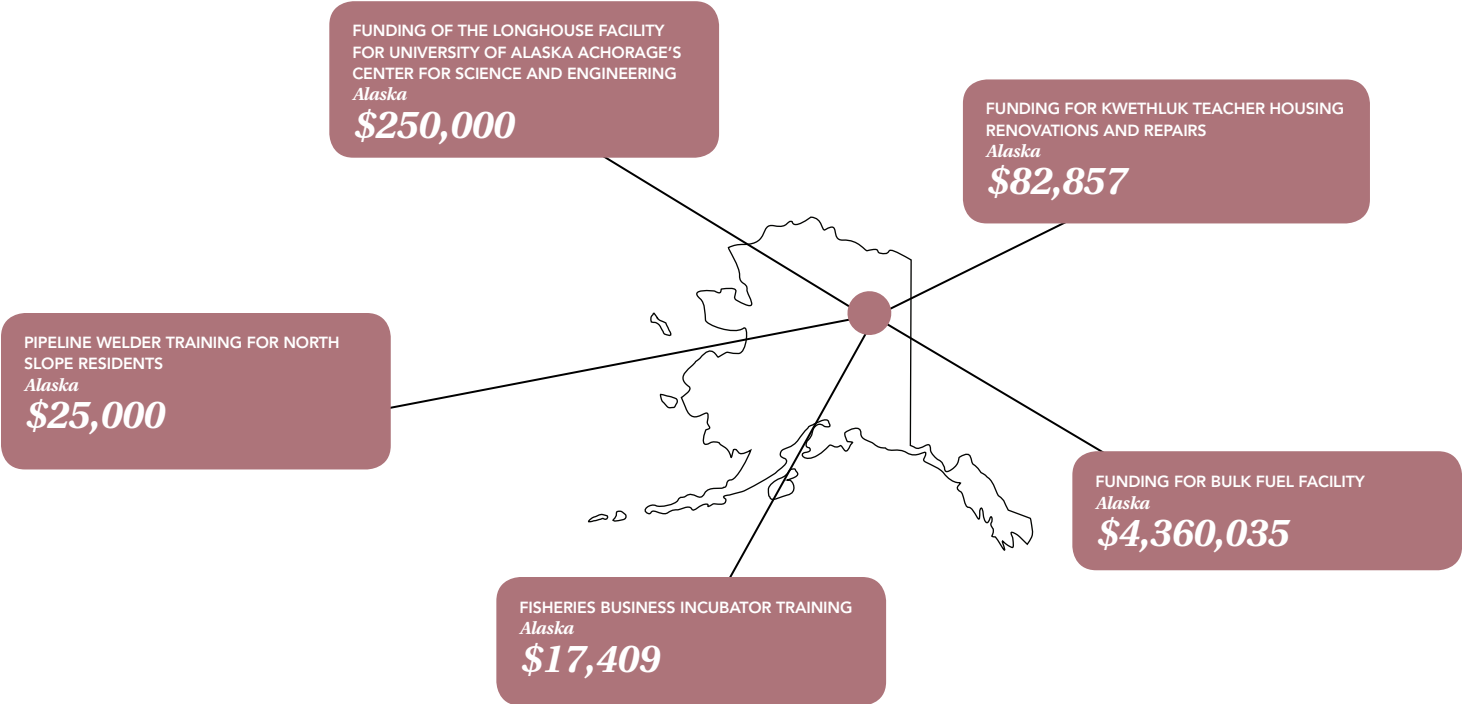 FUNDING OF THE LONGHOUSE FACILITY
FOR UNIVERSITY OF ALASKA ACHORAGE’S
CENTER FOR SCIENCE AND ENGINEERING
Alaska
$250,000
FUNDING FOR KWETHLUK TEACHER HOUSING
RENOVATIONS AND REPAIRS
Alaska
$82,857
PIPELINE WELDER TRAINING FOR NORTH
SLOPE RESIDENTS
Alaska
$25,000
FUNDING FOR BULK FUEL FACILITY
Alaska
$4,360,035
FISHERIES BUSINESS INCUBATOR TRAINING
Alaska
$17,409